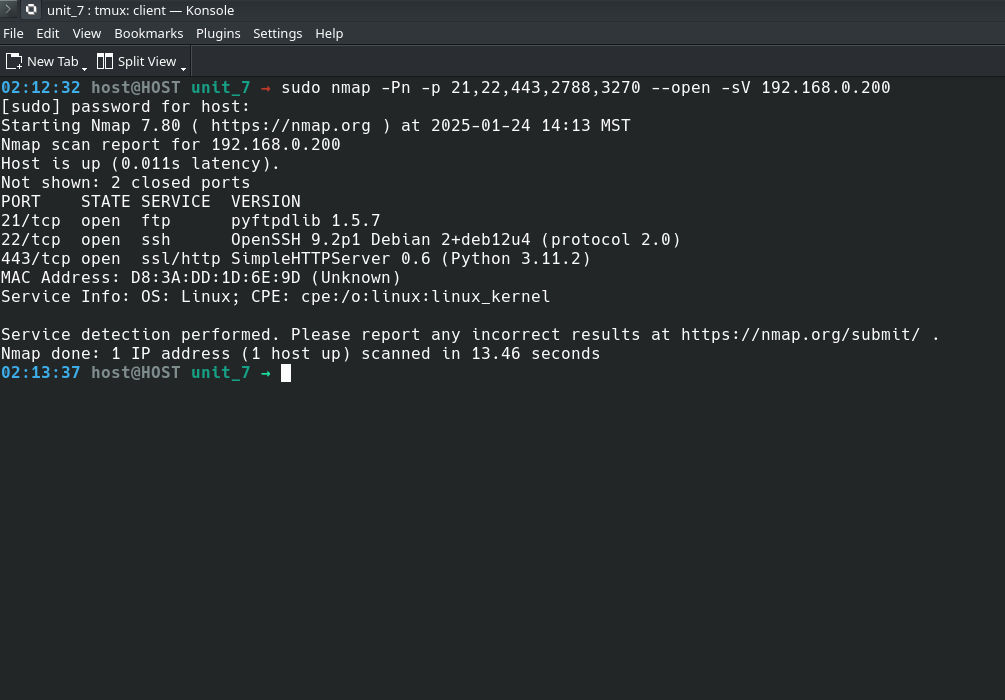 unit_7 : tmux: client — Konsole
File Edit View Bookmarks Plugins Settings Help
New Tab Split View
02:12:32 host@HOST unit_7 → sudo nmap -Pn -p 21,22,443,2788,3270 --open -sV 192.168.0.200
[sudo] password for host:
Starting Nmap 7.80 ( https://nmap.org ) at 2025-01-24 14:13 MST
Nmap scan report for 192.168.0.200
Host is up (0.011s latency).
Not shown: 2 closed ports
PORT    STATE SERVICE  VERSION
21/tcp  open  ftp      pyftpdlib 1.5.7
22/tcp  open  ssh      OpenSSH 9.2p1 Debian 2+deb12u4 (protocol 2.0)
443/tcp open  ssl/http SimpleHTTPServer 0.6 (Python 3.11.2)
MAC Address: D8:3A:DD:1D:6E:9D (Unknown)
Service Info: OS: Linux; CPE: cpe:/o:linux:linux_kernel
Service detection performed. Please report any incorrect results at https://nmap.org/submit/ .
Nmap done: 1 IP address (1 host up) scanned in 13.46 seconds
02:13:37 host@HOST unit_7 →